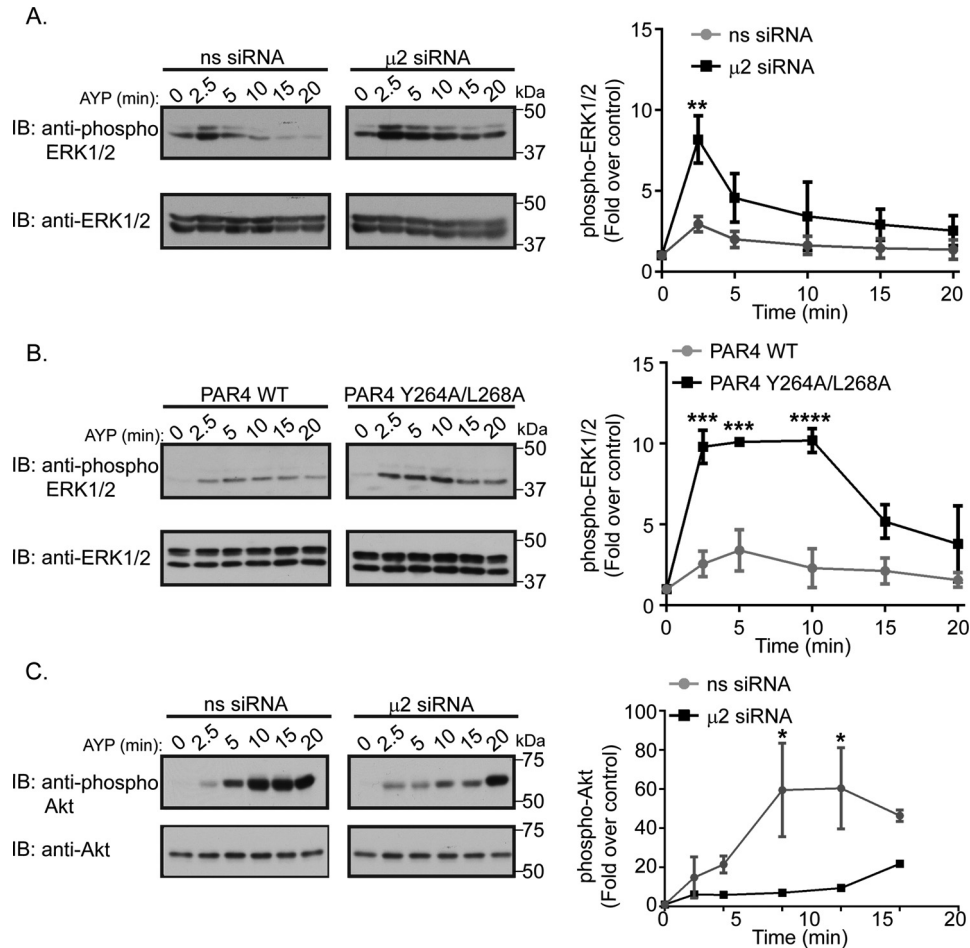 A.
ns siRNA
μ2 siRNA
AYP (min):
0 2.5 5 10 15 20
0 2.5 5 10 15 20
kDa
IB: anti-phospho
ERK1/2
50
37
IB: anti-ERK1/2
50
37
ns siRNA
μ2 siRNA
**
phospho-ERK1/2
(Fold over control)
15
10
5
0
0 5 10 15 20
Time (min)
B.
PAR4 WT
PAR4 Y264A/L268A
AYP (min):
0 2.5 5 10 15 20
0 2.5 5 10 15 20
kDa
IB: anti-phospho
ERK1/2
50
37
IB: anti-ERK1/2
50
37
PAR4 WT
PAR4 Y264A/L268A
*** *** ****
phospho-ERK1/2
(Fold over control)
15
10
5
0
0 5 10 15 20
Time (min)
C.
ns siRNA
μ2 siRNA
AYP (min):
0 2.5 5 10 15 20
0 2.5 5 10 15 20
kDa
IB: anti-phospho
Akt
75
50
IB: anti-Akt
75
50
ns siRNA
μ2 siRNA
* *
phospho-Akt
(Fold over control)
100
80
60
40
20
0
0 5 10 15 20
Time (min)